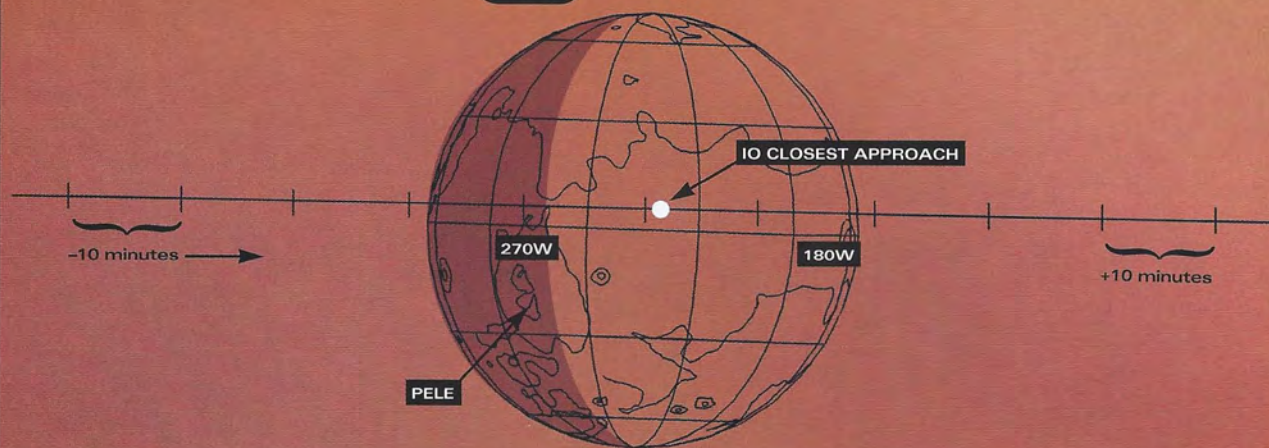 IO CLOSEST APPROACH
270W
180W
–10 minutes
+10 minutes
PELE